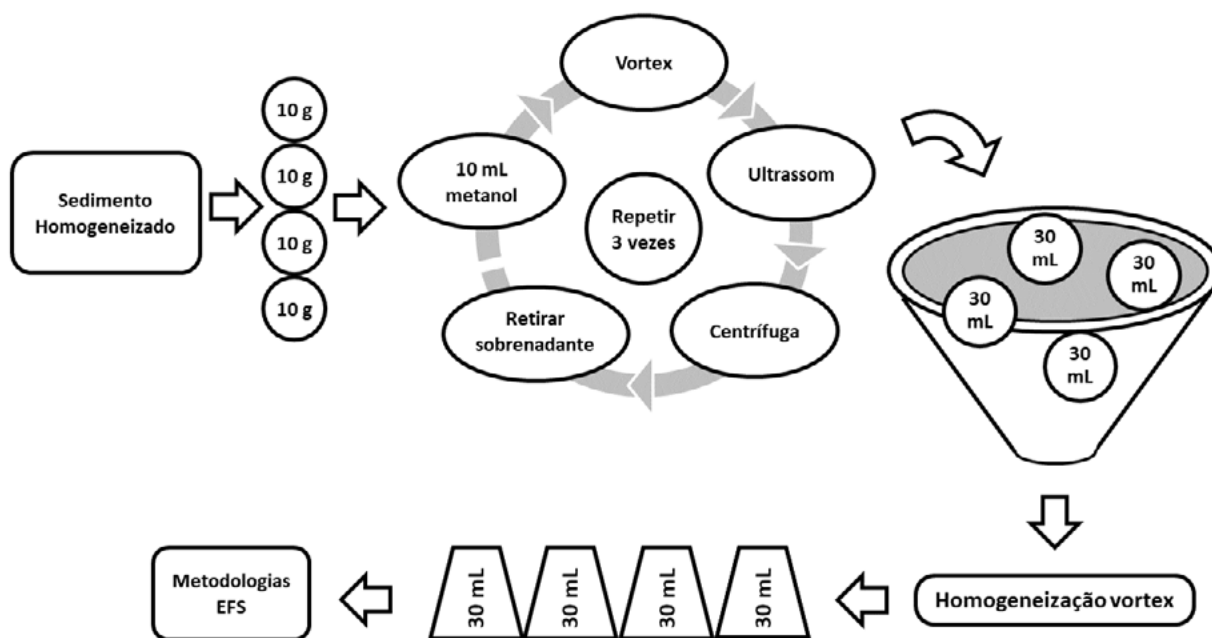 Sedimento
Homogeneizado
10 g
10 g
10 g
10 g
10 mL
metanol
Vortex
Ultrassom
Centrífuga
Retirar
sobrenadante
Repetir
3 vezes
30
mL
30
mL
30
mL
30
mL
Homogeneização vortex
30 mL
30 mL
30 mL
30 mL
Metodologias
EFS